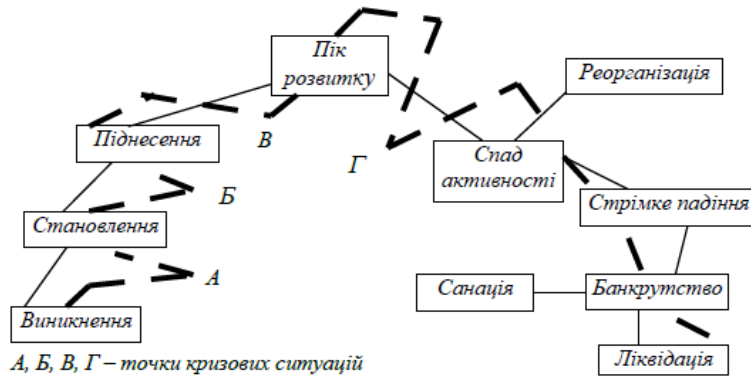 Пік
розвитку
Реорганізація
Піднесення
В
Г
Спад
активності
Б
Стрімке падіння
Становлення
А
Санація
Банкрутство
Виникнення
Ліквідація
А, Б, В, Г – точки кризових ситуацій